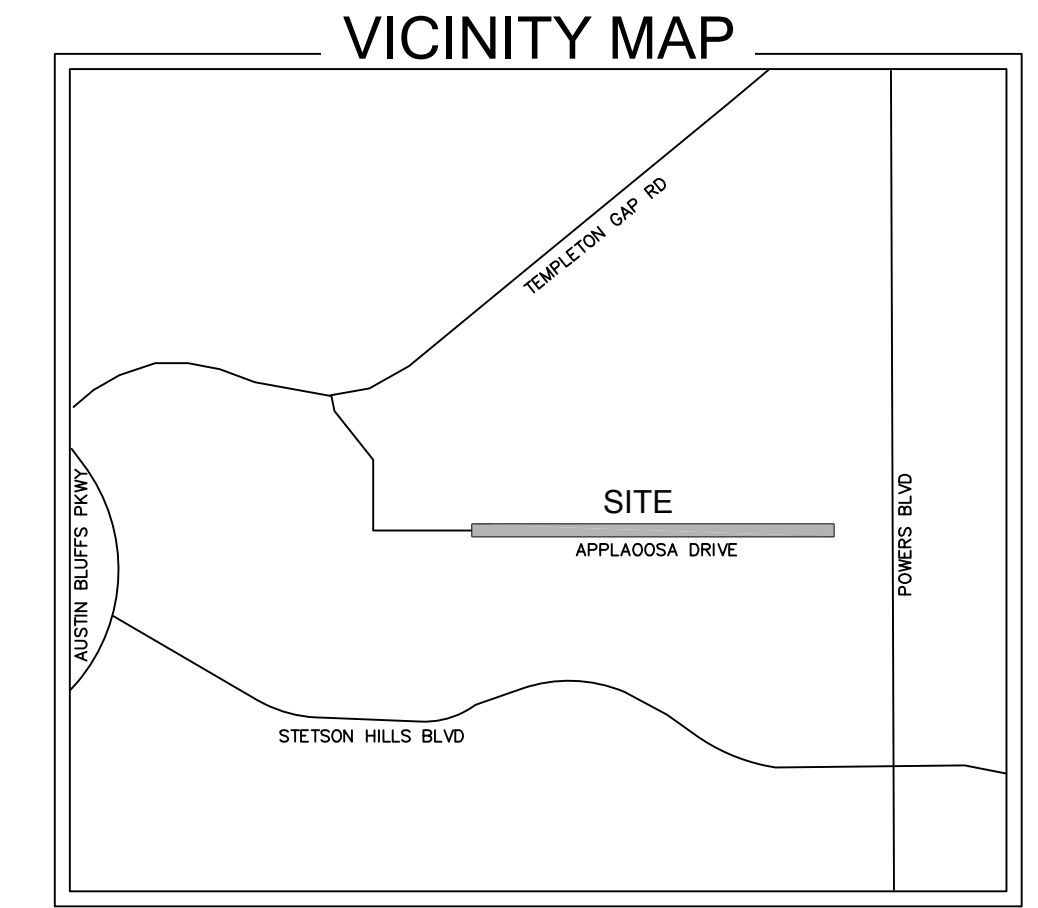 VICINITY MAP
TEMPLETON GAP RD
SITE
APPLAOOSA DRIVE
POWERS BLVD
AUSTIN BLUFFS PKWY
STETSON HILLS BLVD